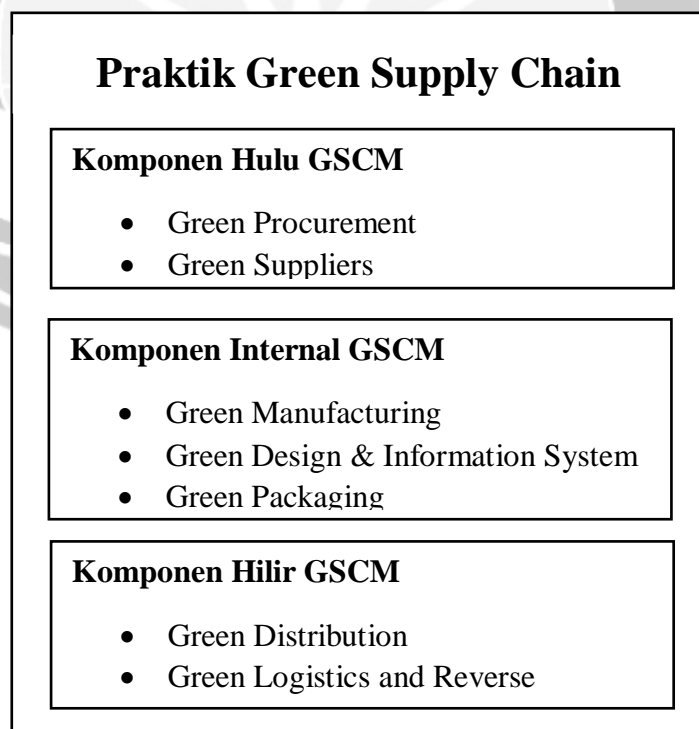 Praktik Green Supply Chain
Komponen Hulu GSCM
• Green Procurement
• Green Suppliers
Komponen Internal GSCM
• Green Manufacturing
• Green Design & Information System
• Green Packaging
Komponen Hilir GSCM
• Green Distribution
• Green Logistics and Reverse